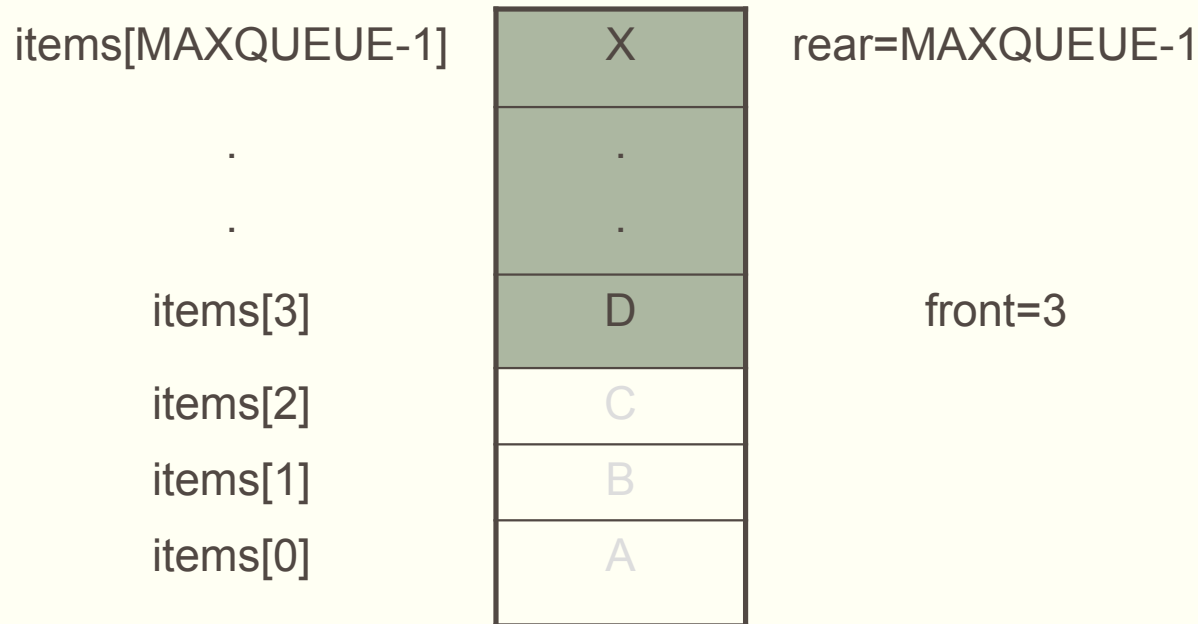 items[MAXQUEUE-1] X rear=MAXQUEUE-1
. .
. .
items[3] D front=3
items[2] C
items[1] B
items[0] A